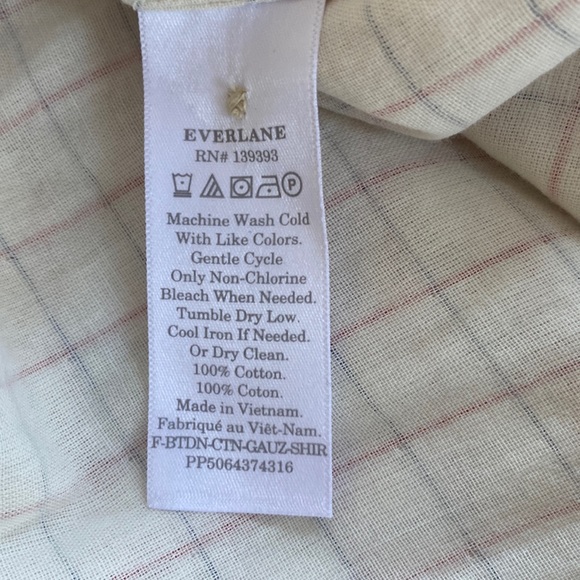 EVERLANE
RN# 139393
P
Machine Wash Cold
With Like Colors.
Gentle Cycle
Only Non-Chlorine
Bleach When Needed.
Tumble Dry Low.
Cool Iron If Needed.
Or Dry Clean.
100% Cotton.
100% Coton.
Made in Vietnam.
Fabriqué au Viêt-Nam.
F-BTDN-CTN-GAUZ-SHIR
PP5064374316